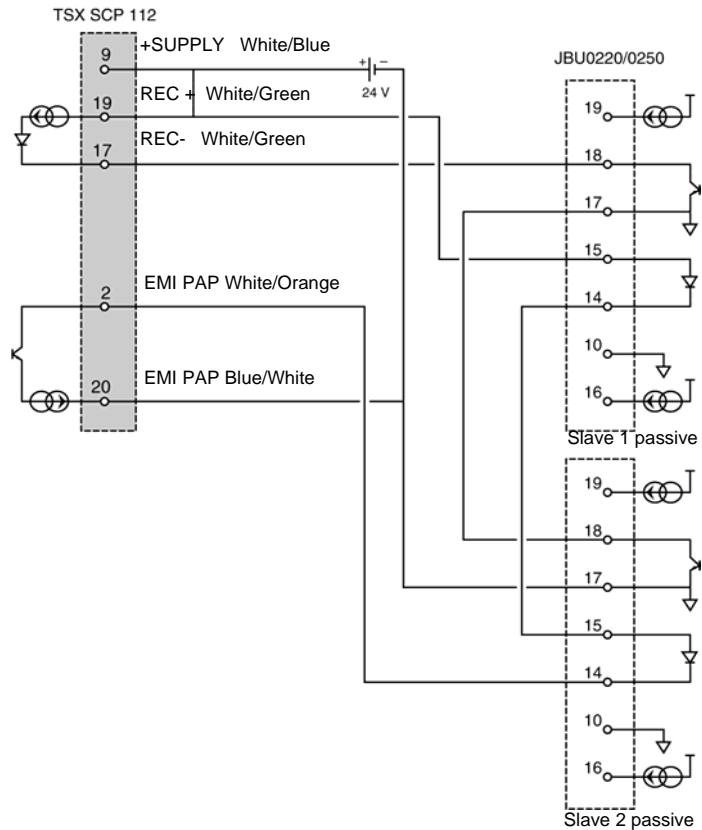 TSX SCP 112
9
+SUPPLY White/Blue
+ −
24 V
19
REC + White/Green
17
REC- White/Green
2
EMI PAP White/Orange
20
EMI PAP Blue/White
JBU0220/0250
19
18
17
15
14
10
16
Slave 1 passive
19
18
17
15
14
10
16
Slave 2 passive